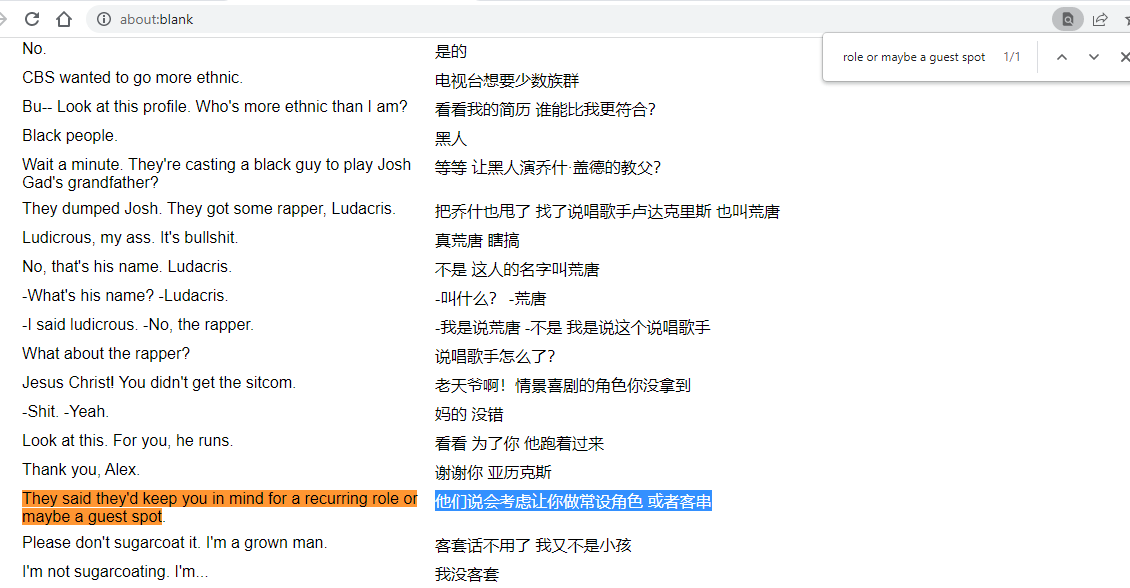 about:blank
role or maybe a guest spot 1/1
No. 是的
CBS wanted to go more ethnic. 电视台想要少数族群
Bu-- Look at this profile. Who's more ethnic than I am? 看看我的简历 谁能比我更符合?
Black people. 黑人
Wait a minute. They're casting a black guy to play Josh 等等 让黑人演乔什·盖德的教父?
Gad's grandfather?
They dumped Josh. They got some rapper, Ludacris. 把乔什也甩了 找了说唱歌手卢达克里斯 也叫荒唐
Ludicrous, my ass. It's bullshit. 真荒唐 瞎搞
No, that's his name. Ludacris. 不是 这人的名字叫荒唐
-What's his name? -Ludacris. -叫什么? -荒唐
-I said ludicrous. -No, the rapper. -我是说荒唐 -不是 我是说这个说唱歌手
What about the rapper? 说唱歌手怎么了?
Jesus Christ! You didn't get the sitcom. 老天爷啊! 情景喜剧的角色你没拿到
-Shit. -Yeah. 妈的 没错
Look at this. For you, he runs. 看看 为了你 他跑着过来
Thank you, Alex. 谢谢你 亚历克斯
They said they'd keep you in mind for a recurring role or 他们说会考虑让你做常设角色 或者客串
maybe a guest spot.
Please don't sugarcoat it. I'm a grown man. 客套话不用了 我又不是小孩
I'm not sugarcoating. I'm... 我没客套